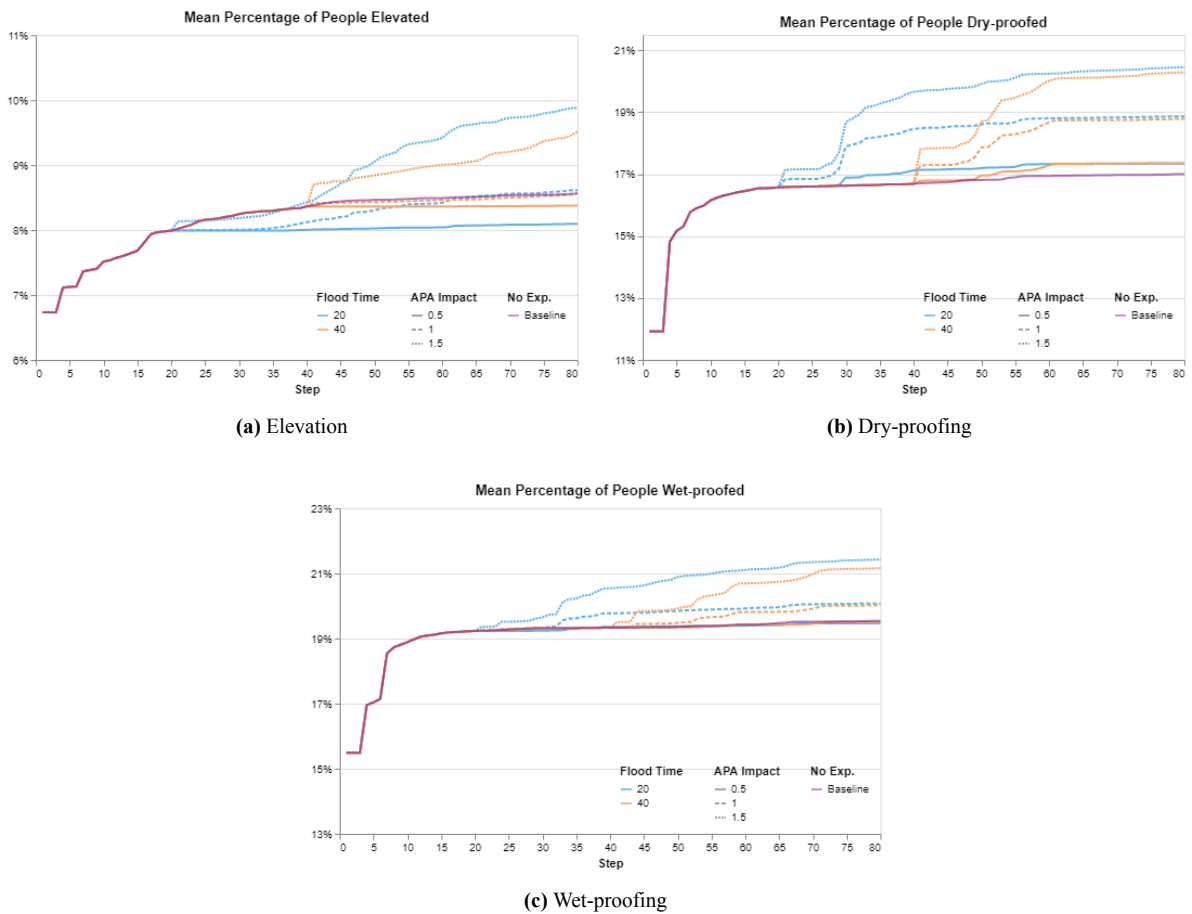 Mean Percentage of People Elevated
11%
10%
9%
8%
7%
6%
Flood Time APA Impact No Exp.
20 0.5 Baseline
40 1
1.5
0 5 10 15 20 25 30 35 40 45 50 55 60 65 70 75 80
Step
(a) Elevation
Mean Percentage of People Dry-proofed
21%
19%
17%
15%
13%
11%
Flood Time APA Impact No Exp.
20 0.5 Baseline
40 1
1.5
0 5 10 15 20 25 30 35 40 45 50 55 60 65 70 75 80
Step
(b) Dry-proofing
Mean Percentage of People Wet-proofed
23%
21%
19%
17%
15%
13%
Flood Time APA Impact No Exp.
20 0.5 Baseline
40 1
1.5
0 5 10 15 20 25 30 35 40 45 50 55 60 65 70 75 80
Step
(c) Wet-proofing